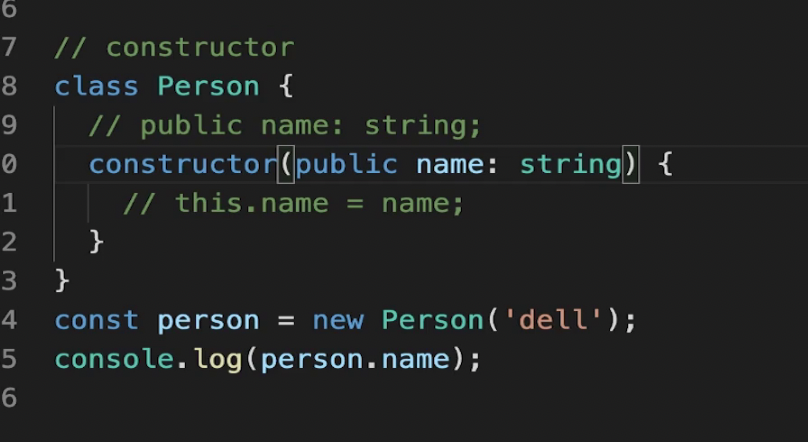 6
7 // constructor
8 class Person {
9 // public name: string;
0 constructor(public name: string) {
1 // this.name = name;
2 }
3 }
4 const person = new Person('dell');
5 console.log(person.name);
6